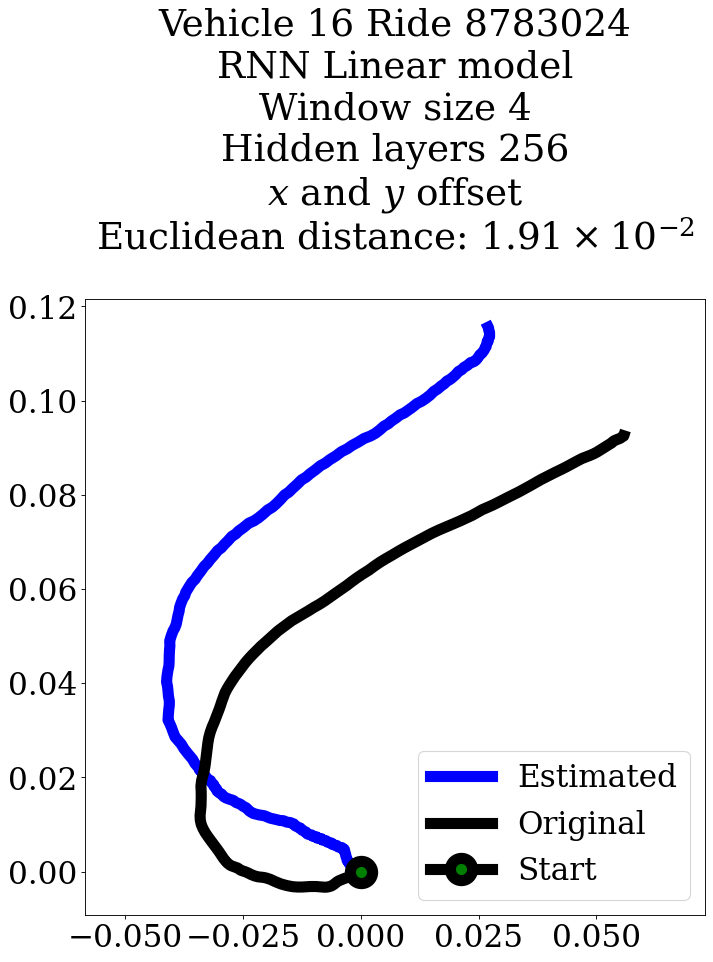 Vehicle 16 Ride 8783024
RNN Linear model
Window size 4
Hidden layers 256
x and y offset
Euclidean distance: 1.91 × 10⁻²
0.12
0.10
0.08
0.06
0.04
0.02
0.00
Estimated
Original
Start
−0.050 −0.025 0.000 0.025 0.050